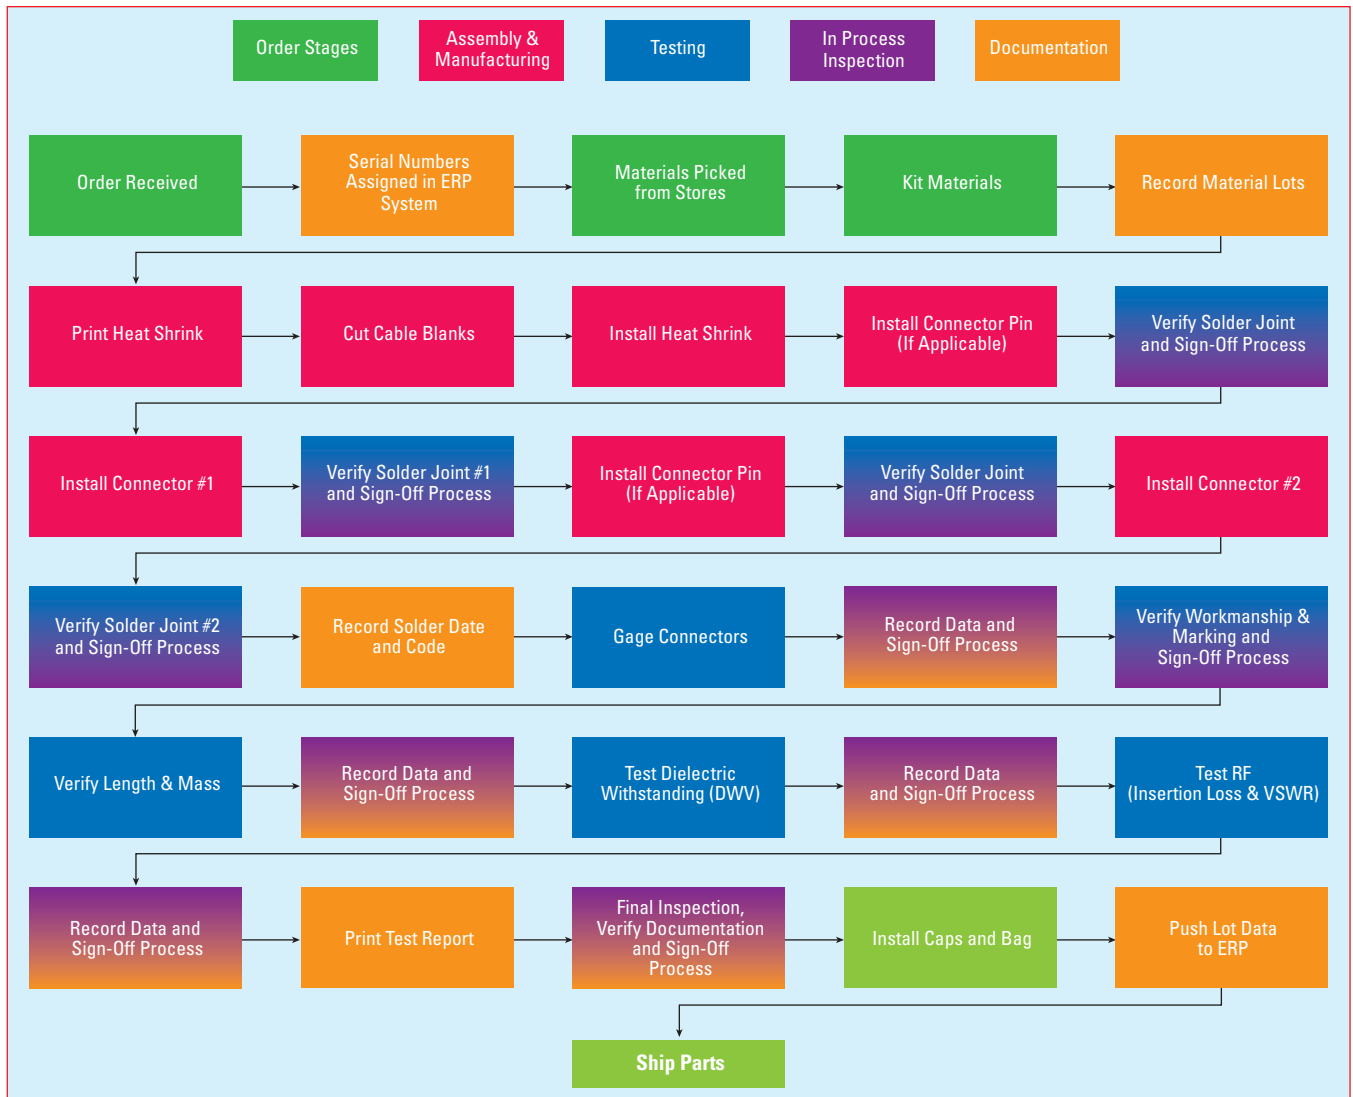 Order Stages
Assembly &
Manufacturing
Testing
In Process
Inspection
Documentation
Order Received
Serial Numbers
Assigned in ERP
System
Materials Picked
from Stores
Kit Materials
Record Material Lots
Print Heat Shrink
Cut Cable Blanks
Install Heat Shrink
Install Connector Pin
(If Applicable)
Verify Solder Joint
and Sign-Off Process
Install Connector #1
Verify Solder Joint #1
and Sign-Off Process
Install Connector Pin
(If Applicable)
Verify Solder Joint
and Sign-Off Process
Install Connector #2
Verify Solder Joint #2
and Sign-Off Process
Record Solder Date
and Code
Gage Connectors
Record Data and
Sign-Off Process
Verify Workmanship &
Marking and
Sign-Off Process
Verify Length & Mass
Record Data and
Sign-Off Process
Test Dielectric
Withstanding (DWV)
Record Data
and Sign-Off Process
Test RF
(Insertion Loss & VSWR)
Record Data and
Sign-Off Process
Print Test Report
Final Inspection,
Verify Documentation
and Sign-Off
Process
Install Caps and Bag
Push Lot Data
to ERP
Ship Parts